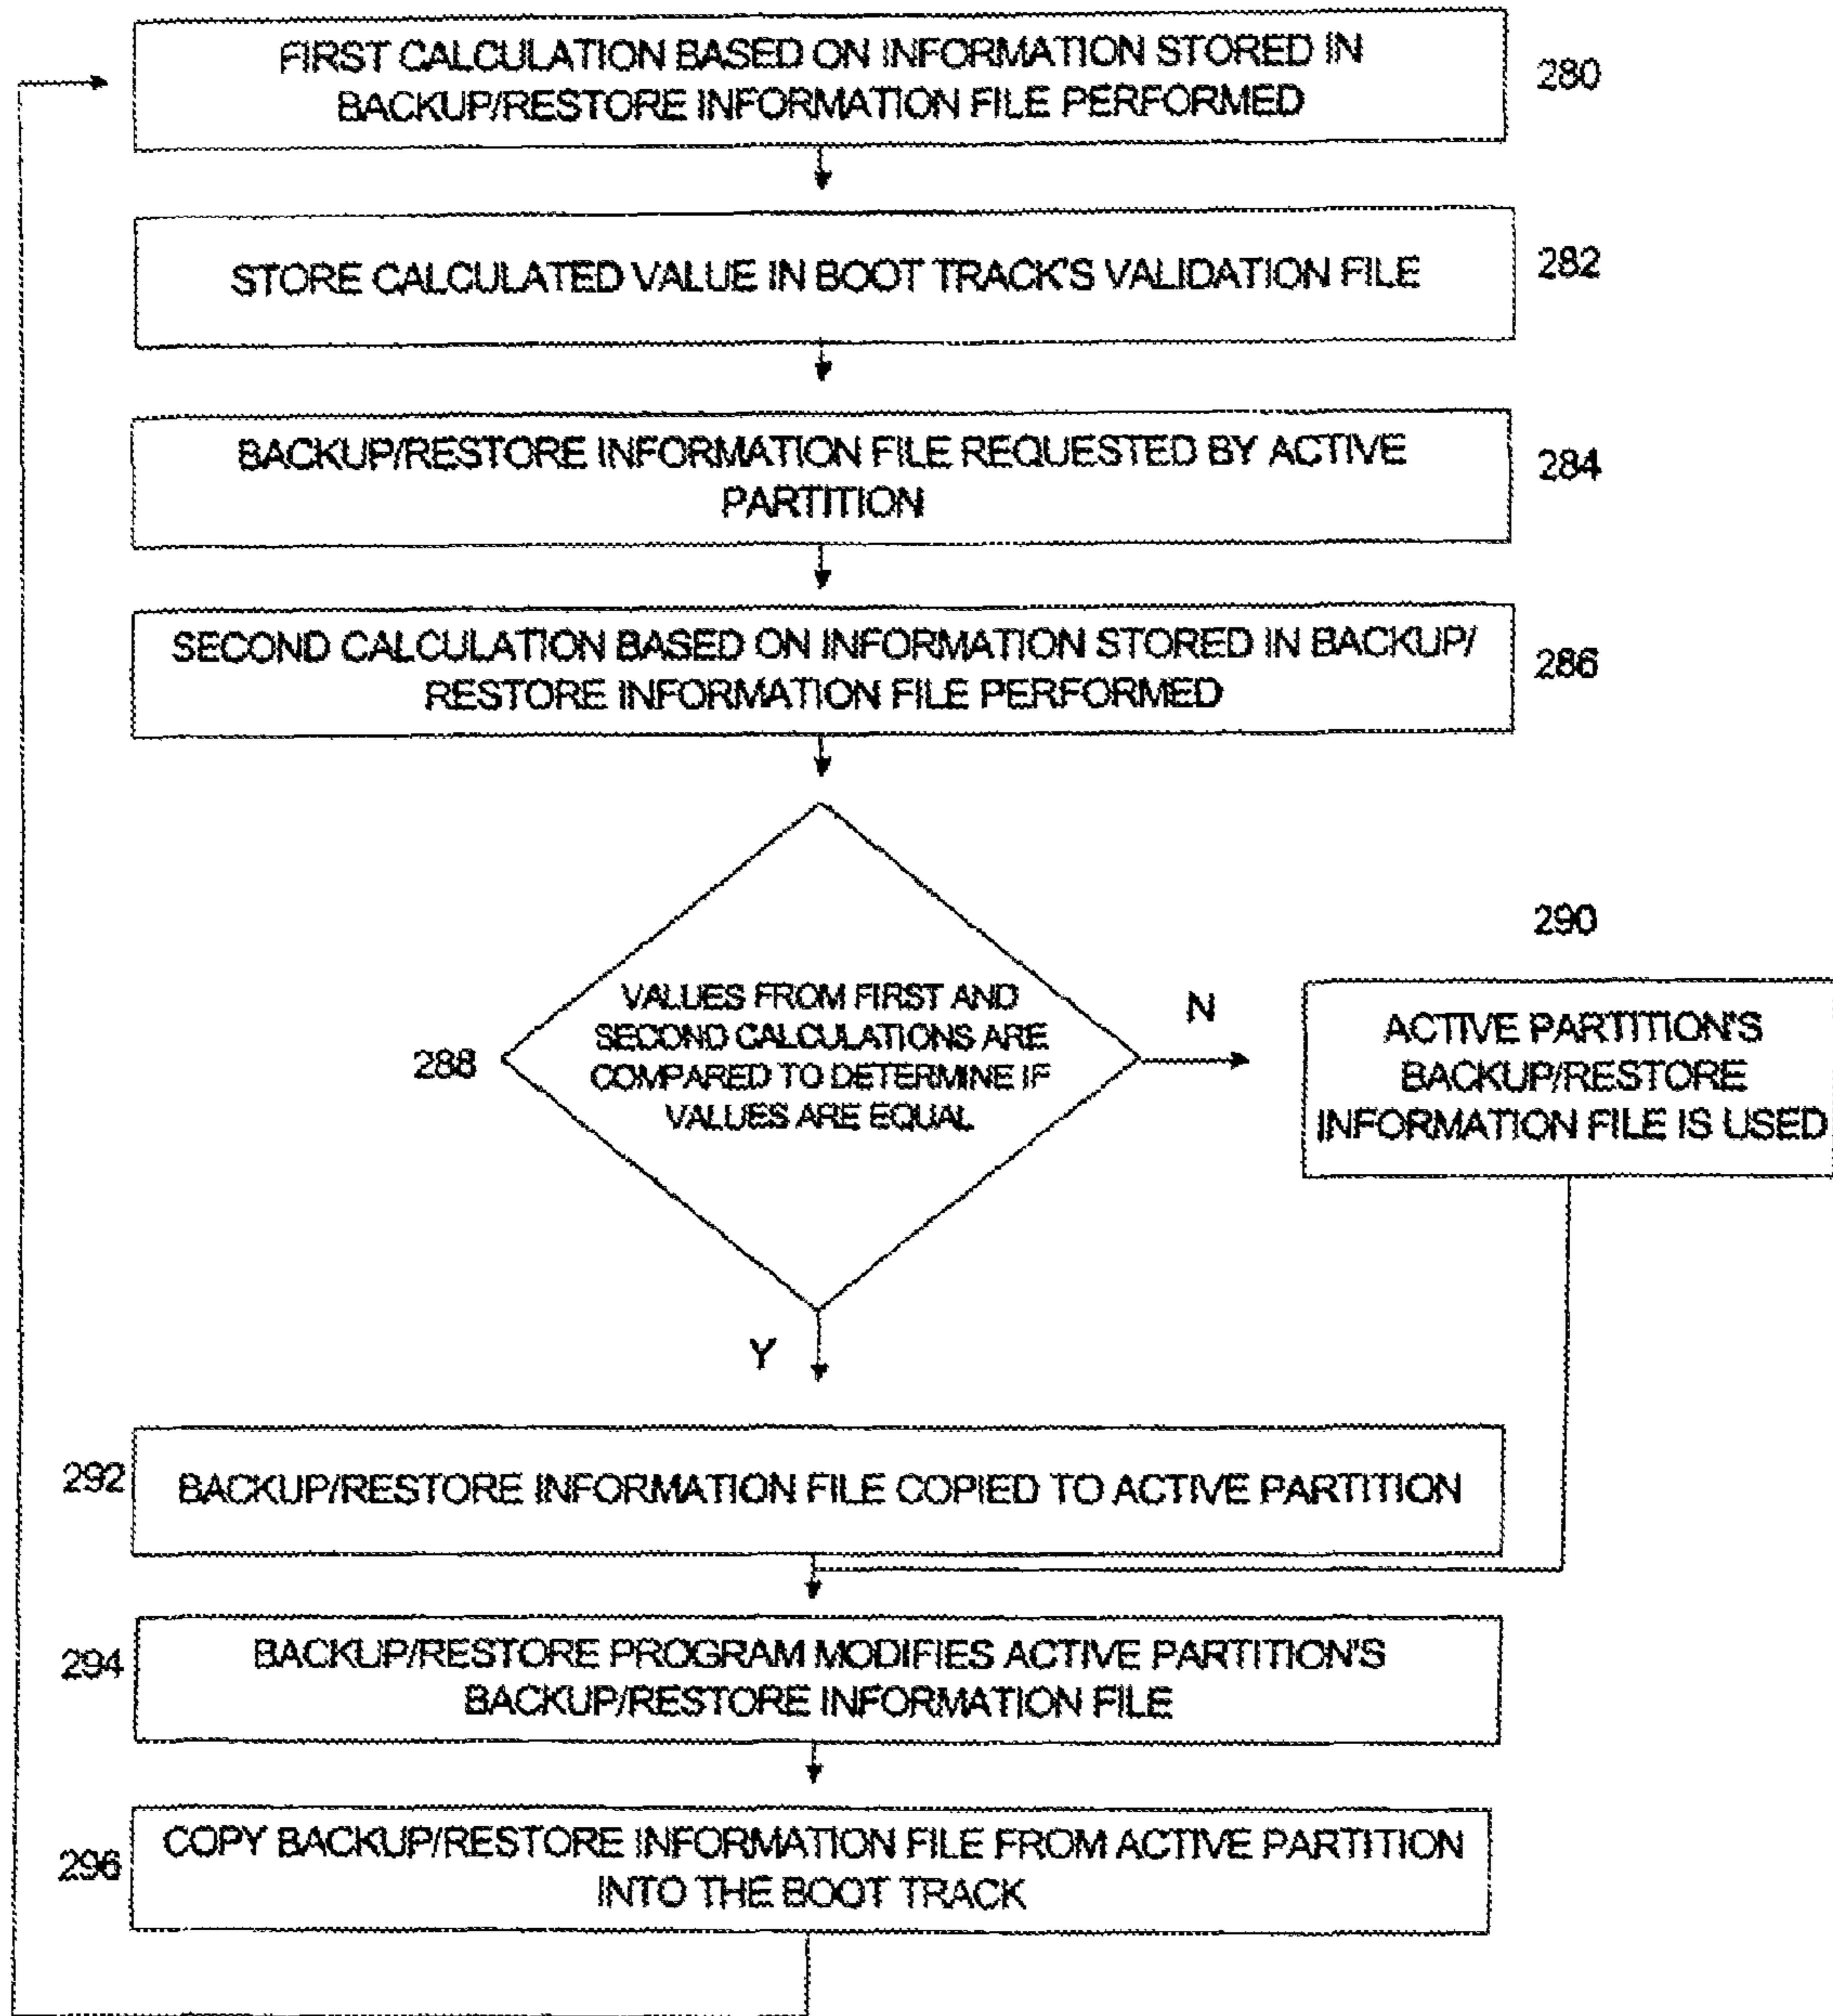 FIRST CALCULATION BASED ON INFORMATION STORED IN
BACKUP/RESTORE INFORMATION FILE PERFORMED
280
STORE CALCULATED VALUE IN BOOT TRACK'S VALIDATION FILE
282
BACKUP/RESTORE INFORMATION FILE REQUESTED BY ACTIVE
PARTITION
284
SECOND CALCULATION BASED ON INFORMATION STORED IN BACKUP/
RESTORE INFORMATION FILE PERFORMED
286
VALUES FROM FIRST AND
SECOND CALCULATIONS ARE
COMPARED TO DETERMINE IF
VALUES ARE EQUAL
288
N
290
ACTIVE PARTITION'S
BACKUP/RESTORE
INFORMATION FILE IS USED
Y
292
BACKUP/RESTORE INFORMATION FILE COPIED TO ACTIVE PARTITION
294
BACKUP/RESTORE PROGRAM MODIFIES ACTIVE PARTITION'S
BACKUP/RESTORE INFORMATION FILE
296
COPY BACKUP/RESTORE INFORMATION FILE FROM ACTIVE PARTITION
INTO THE BOOT TRACK